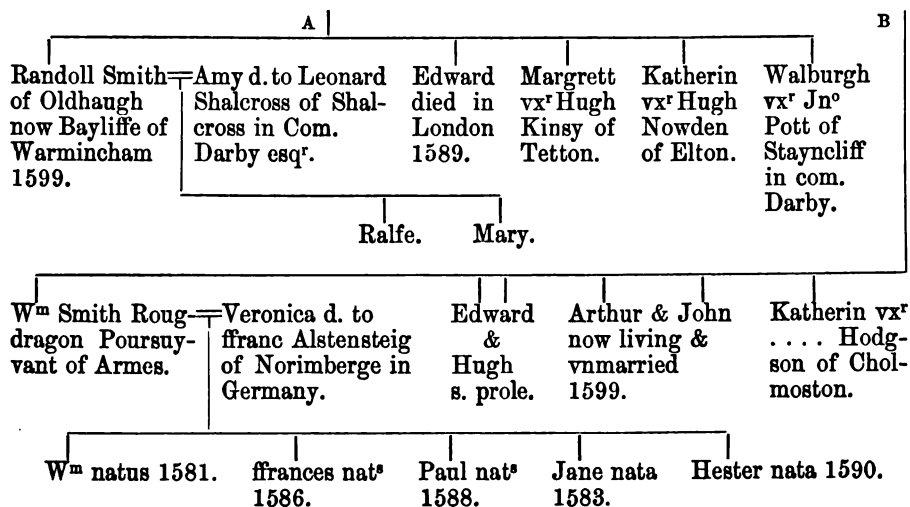 A
B
Randoll Smith
of Oldhaugh
now Bayliffe of
Warmincham
1599.
Amy d. to Leonard
Shalcross of Shal-
cross in Com.
Darby esqʳ.
Edward
died in
London
1589.
Margrett
vxʳ Hugh
Kinsy of
Tetton.
Katherin
vxʳ Hugh
Nowden
of Elton.
Walburgh
vxʳ Jnᵒ
Pott of
Stayncliff
in com.
Darby.
Ralfe.
Mary.
Wᵐ Smith Roug-
dragon Poursuy-
vant of Armes.
Veronica d. to
ffranc Alstensteig
of Norimberge in
Germany.
Edward
&
Hugh
s. prole.
Arthur & John
now living &
vnmarried
1599.
Katherin vxʳ
. . . . Hodg-
son of Chol-
moston.
Wᵐ natus 1581.
ffrances natˢ
1586.
Paul natˢ
1588.
Jane nata
1583.
Hester nata 1590.